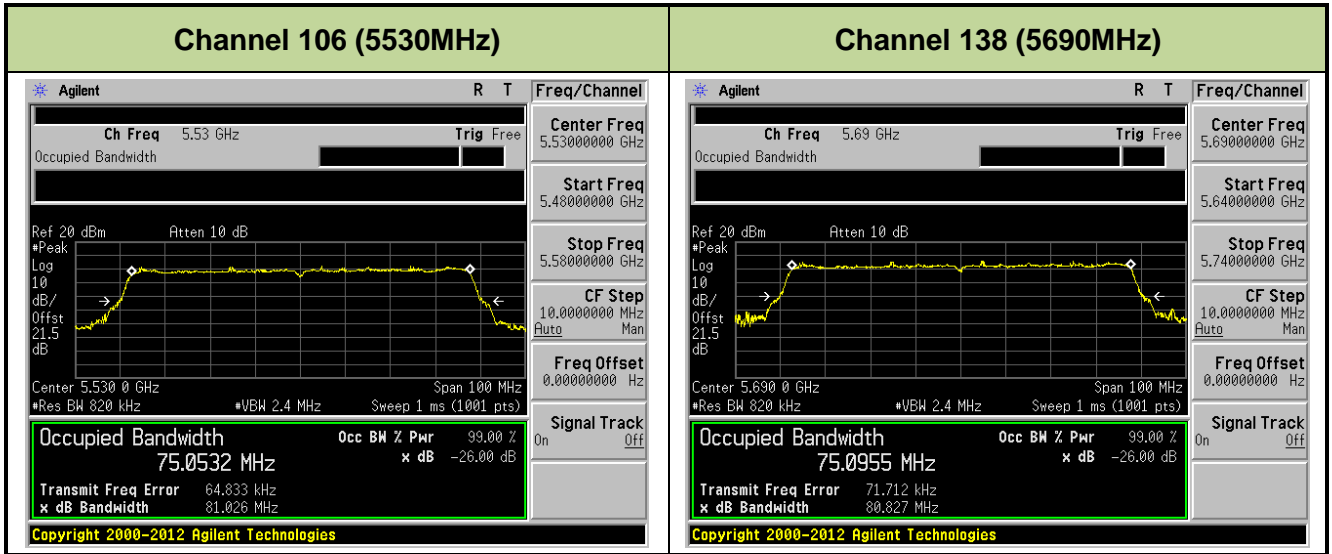 Channel 106 (5530MHz)
Agilent R T
Ch Freq 5.53 GHz Trig Free
Occupied Bandwidth
Ref 20 dBm Atten 10 dB
#Peak
Log
10
dB/
Offst
21.5
dB
Center 5.530 0 GHz Span 100 MHz
#Res BW 820 kHz #VBW 2.4 MHz Sweep 1 ms (1001 pts)
Occupied Bandwidth Occ BW % Pwr 99.00 %
75.0532 MHz x dB -26.00 dB
Transmit Freq Error 64.833 kHz
x dB Bandwidth 81.026 MHz
Copyright 2000-2012 Agilent Technologies
Freq/Channel
Center Freq
5.53000000 GHz
Start Freq
5.48000000 GHz
Stop Freq
5.58000000 GHz
CF Step
10.0000000 MHz
Auto Man
Freq Offset
0.00000000 Hz
Signal Track
On Off
Channel 138 (5690MHz)
Agilent R T
Ch Freq 5.69 GHz Trig Free
Occupied Bandwidth
Ref 20 dBm Atten 10 dB
#Peak
Log
10
dB/
Offst
21.5
dB
Center 5.690 0 GHz Span 100 MHz
#Res BW 820 kHz #VBW 2.4 MHz Sweep 1 ms (1001 pts)
Occupied Bandwidth Occ BW % Pwr 99.00 %
75.0955 MHz x dB -26.00 dB
Transmit Freq Error 71.712 kHz
x dB Bandwidth 80.827 MHz
Copyright 2000-2012 Agilent Technologies
Freq/Channel
Center Freq
5.69000000 GHz
Start Freq
5.64000000 GHz
Stop Freq
5.74000000 GHz
CF Step
10.0000000 MHz
Auto Man
Freq Offset
0.00000000 Hz
Signal Track
On Off